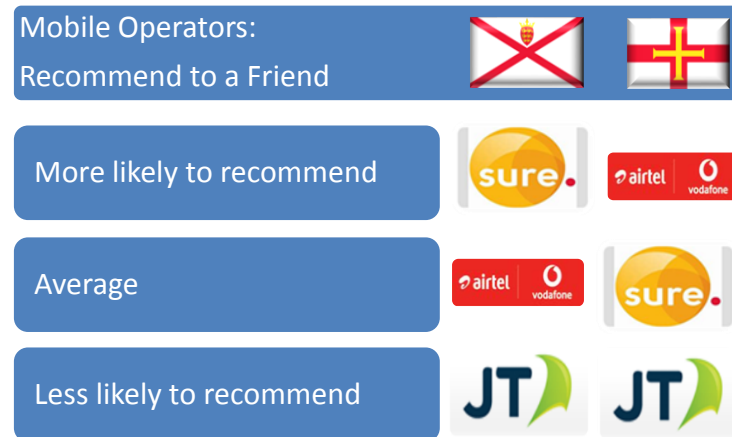 Mobile Operators:
Recommend to a Friend
More likely to recommend
sure.
airtel
vodafone
Average
airtel
vodafone
sure.
Less likely to recommend
JT
JT